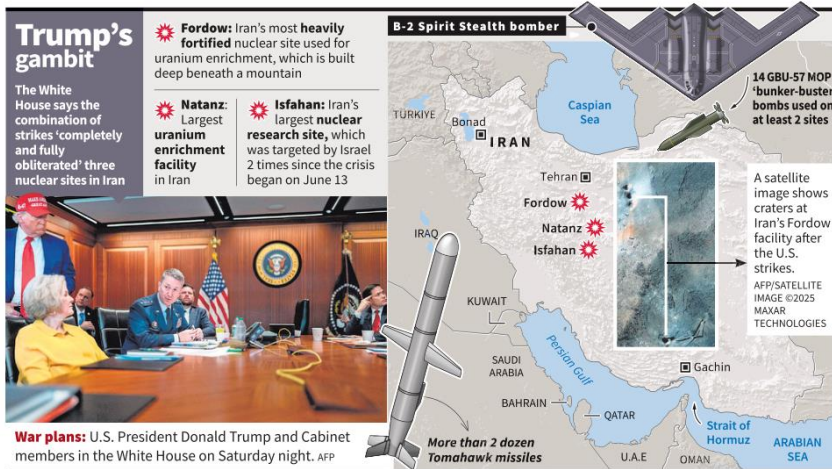 Trump's
gambit
The White
House says the
combination of
strikes ‘completely
and fully
obliterated’ three
nuclear sites in Iran
Fordow: Iran's most heavily
fortified nuclear site used for
uranium enrichment, which is built
deep beneath a mountain
Natanz:
Largest
uranium
enrichment
facility
in Iran
Isfahan: Iran's
largest nuclear
research site, which
was targeted by Israel
2 times since the crisis
began on June 13
War plans: U.S. President Donald Trump and Cabinet
members in the White House on Saturday night. AFP
B-2 Spirit Stealth bomber
14 GBU-57 MOP
‘bunker-buster
bombs used on
at least 2 sites
Caspian
Sea
TÜRKIYE
Bonad
IRAN
Tehran
Fordow
Natanz
Isfahan
IRAQ
KUWAIT
SAUDI
ARABIA
BAHRAIN
QATAR
Persian Gulf
U.A.E
OMAN
Gachin
Strait of
Hormuz
ARABIAN
SEA
More than 2 dozen
Tomahawk missiles
A satellite
image shows
craters at
Iran's Fordow
facility after
the U.S.
strikes.
AFP/SATELLITE
IMAGE ©2025
MAXAR
TECHNOLOGIES